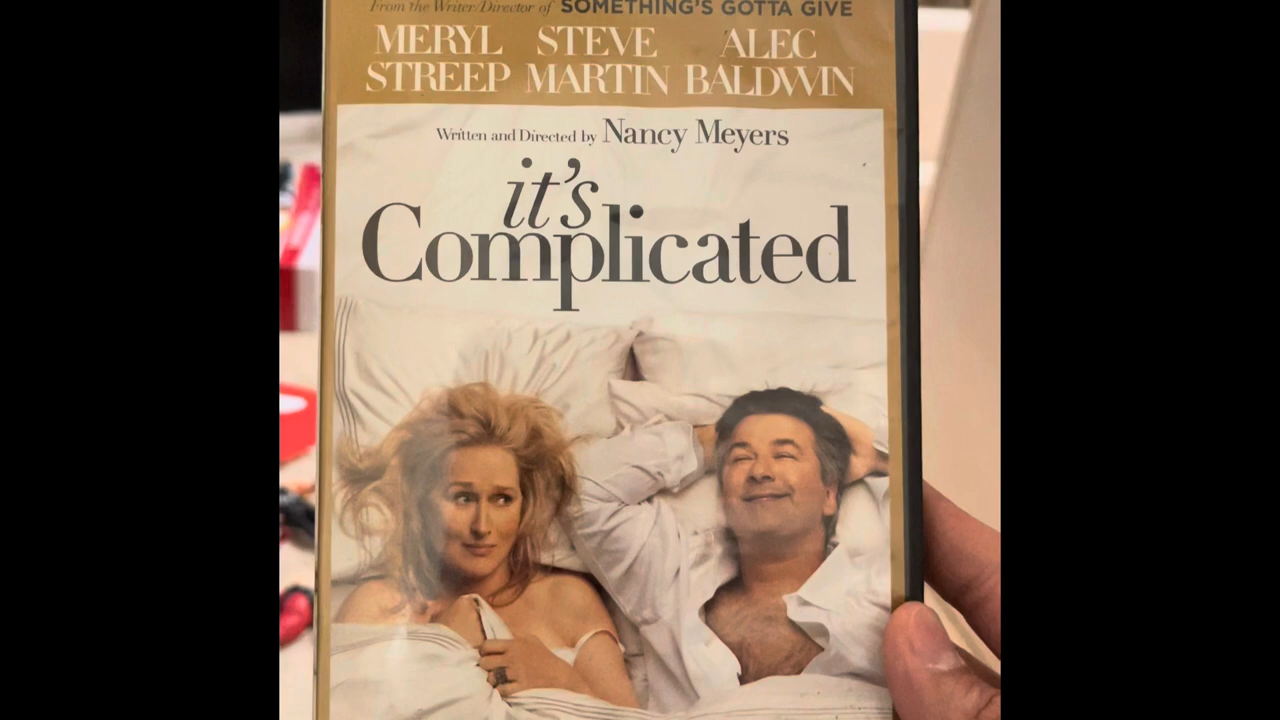 From the Writer/Director of SOMETHING'S GOTTA GIVE
MERYL STEVE ALEC
STREEP MARTIN BALDWIN
Written and Directed by Nancy Meyers
it's
Complicated